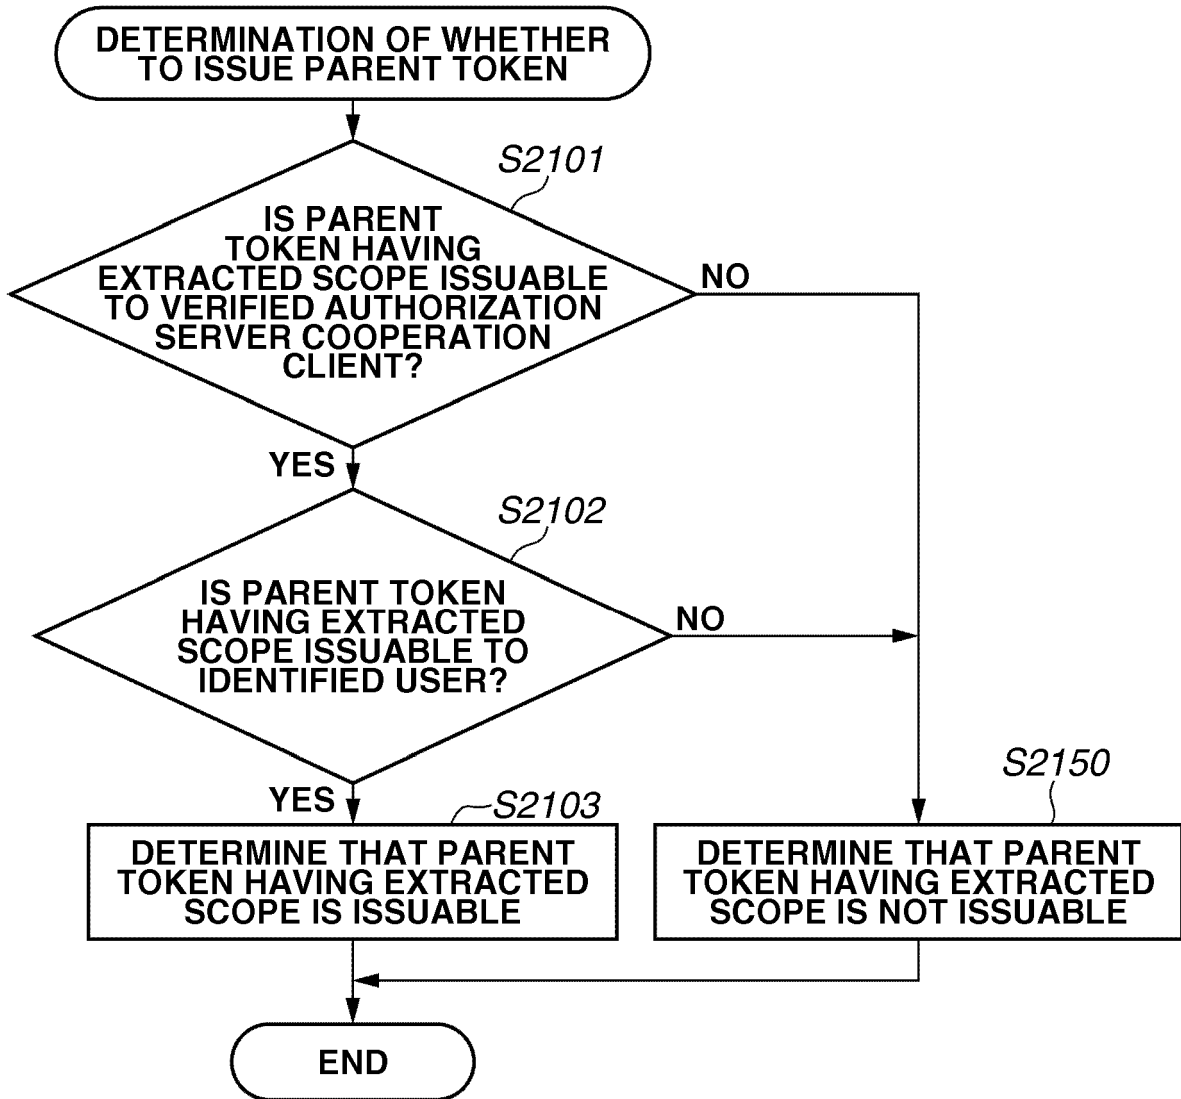 DETERMINATION OF WHETHER
TO ISSUE PARENT TOKEN
S2101
IS PARENT
TOKEN HAVING
EXTRACTED SCOPE ISSUABLE
TO VERIFIED AUTHORIZATION
SERVER COOPERATION
CLIENT?
NO
YES
S2102
IS PARENT TOKEN
HAVING EXTRACTED
SCOPE ISSUABLE TO
IDENTIFIED USER?
NO
YES
S2103
DETERMINE THAT PARENT
TOKEN HAVING EXTRACTED
SCOPE IS ISSUABLE
S2150
DETERMINE THAT PARENT
TOKEN HAVING EXTRACTED
SCOPE IS NOT ISSUABLE
END